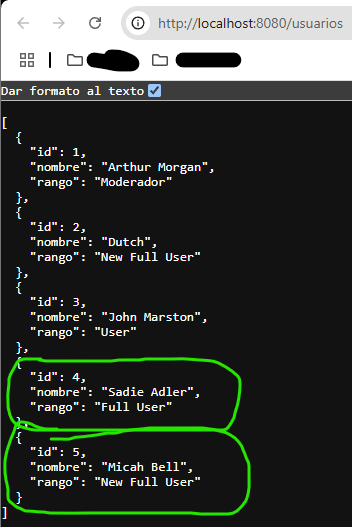 http://localhost:8080/usuarios
Dar formato al texto
[
{
"id": 1,
"nombre": "Arthur Morgan",
"rango": "Moderador"
},
{
"id": 2,
"nombre": "Dutch",
"rango": "New Full User"
},
{
"id": 3,
"nombre": "John Marston",
"rango": "User"
},
{
"id": 4,
"nombre": "Sadie Adler",
"rango": "Full User"
},
{
"id": 5,
"nombre": "Micah Bell",
"rango": "New Full User"
}
]